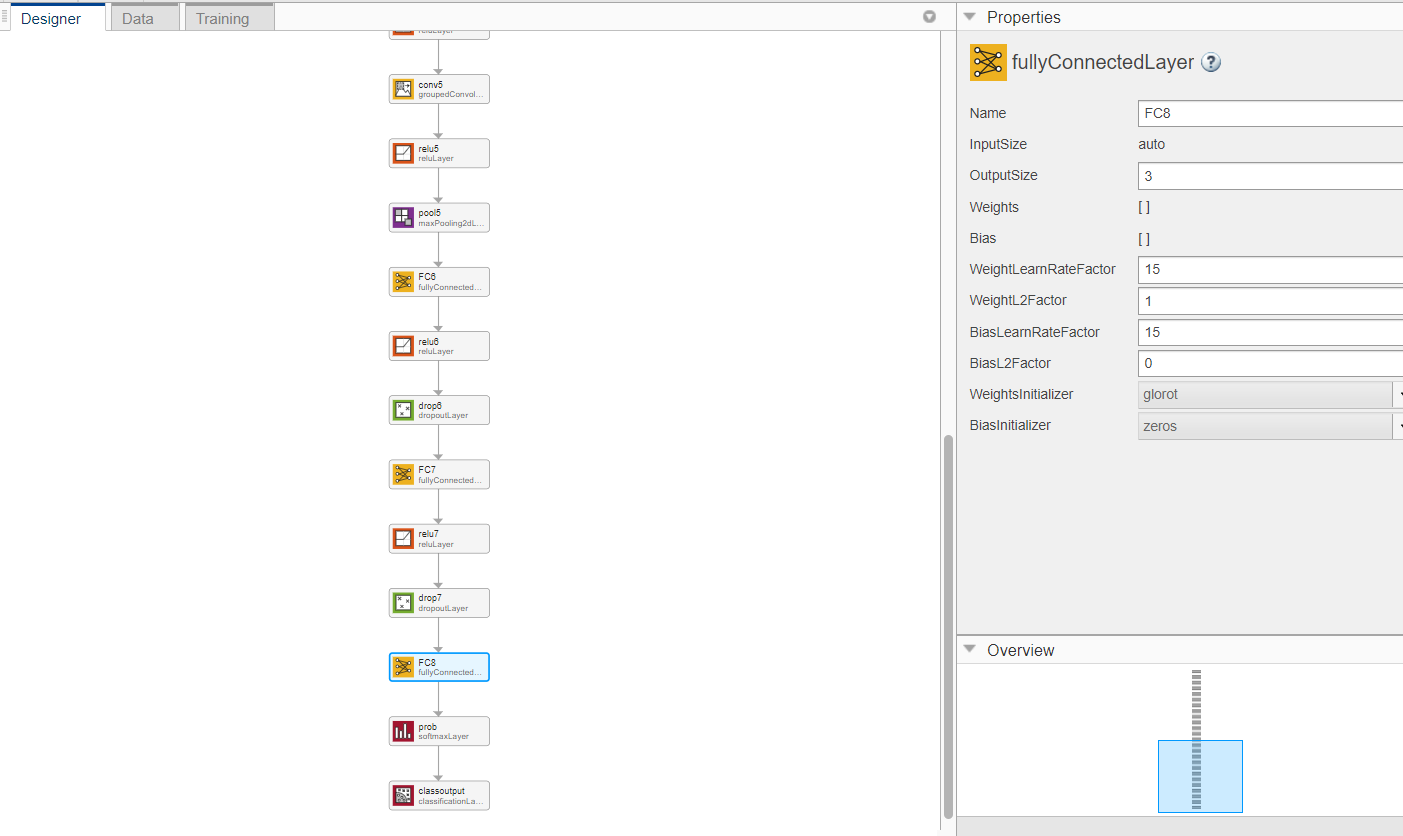 Designer
Data
Training
reluLayer
conv5
groupedConvol...
relu5
reluLayer
pool5
maxPooling2dL...
FC6
fullyConnected...
relu6
reluLayer
drop6
dropoutLayer
FC7
fullyConnected...
relu7
reluLayer
drop7
dropoutLayer
FC8
fullyConnected...
prob
softmaxLayer
classoutput
classificationLa...
Properties
fullyConnectedLayer ?
Name FC8
InputSize auto
OutputSize 3
Weights [ ]
Bias [ ]
WeightLearnRateFactor 15
WeightL2Factor 1
BiasLearnRateFactor 15
BiasL2Factor 0
WeightsInitializer glorot
BiasInitializer zeros
Overview